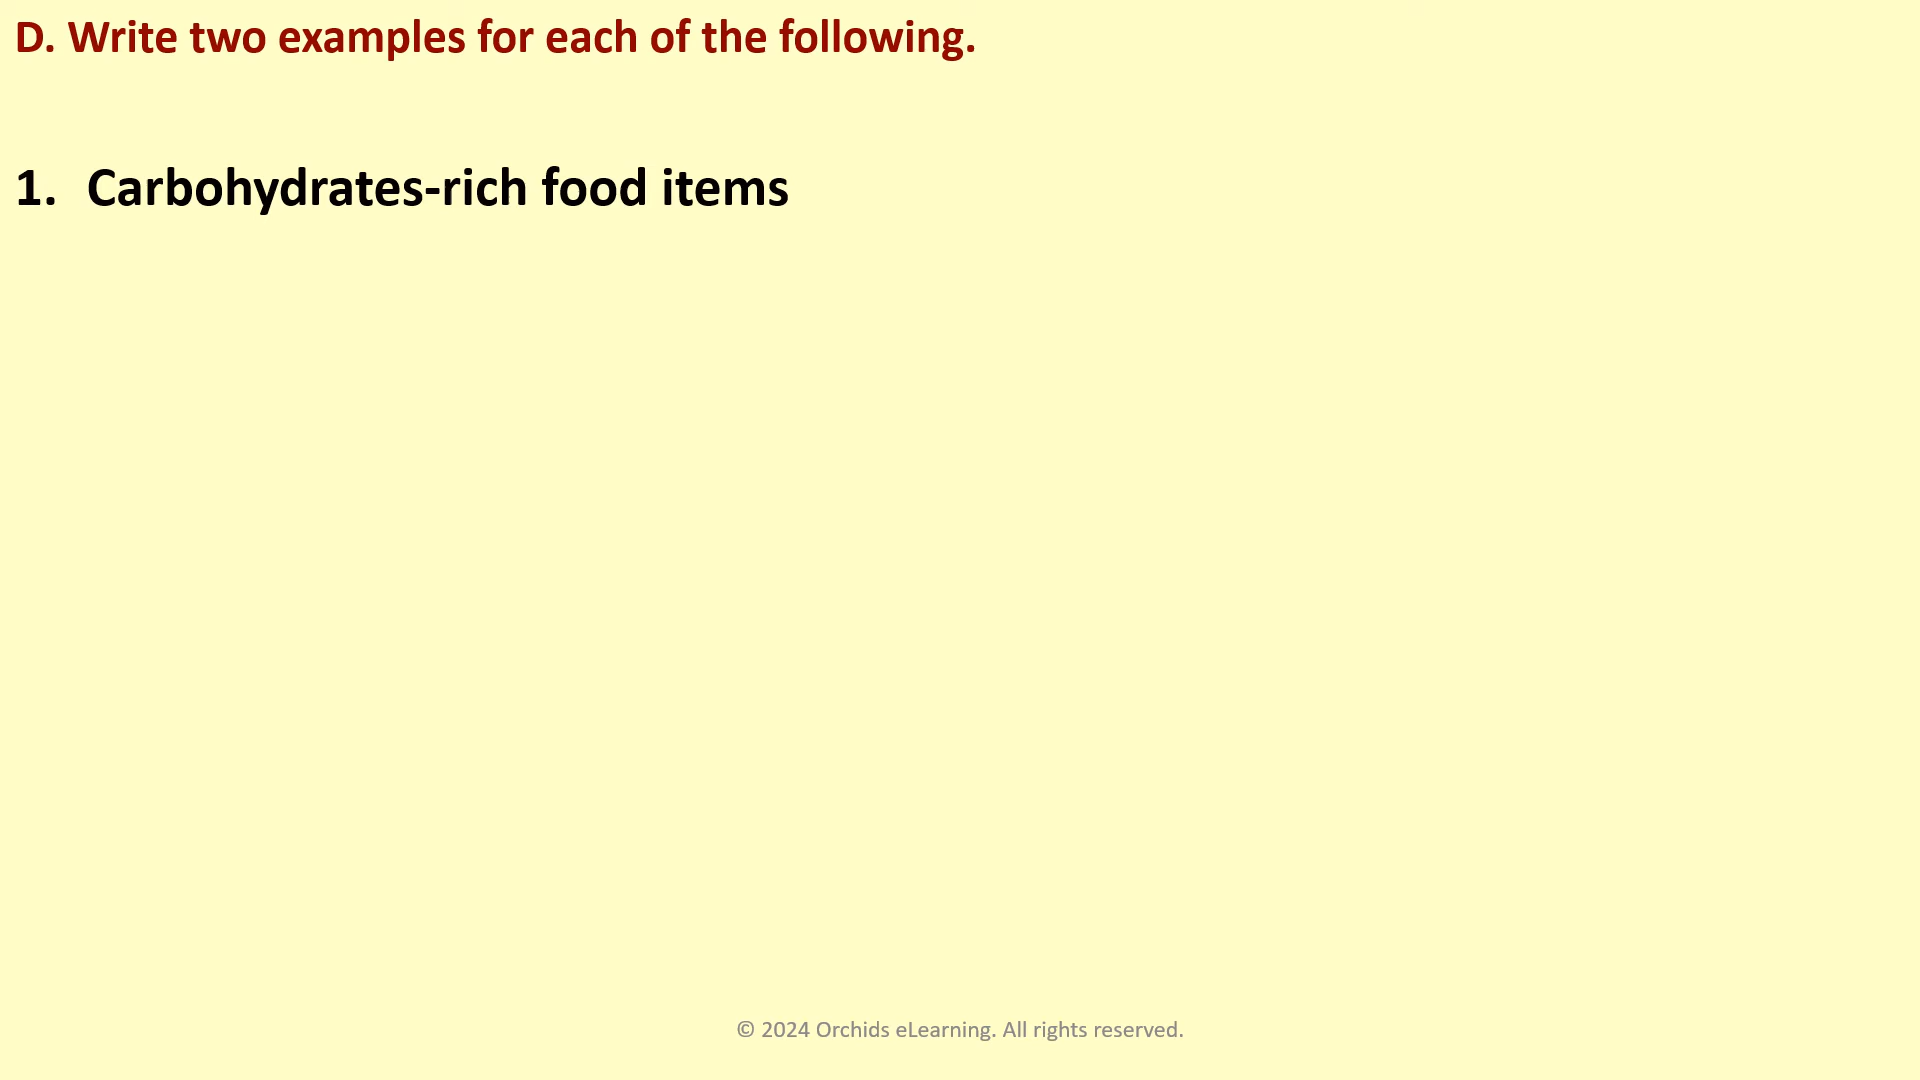 D. Write two examples for each of the following.
1. Carbohydrates-rich food items
© 2024 Orchids eLearning. All rights reserved.